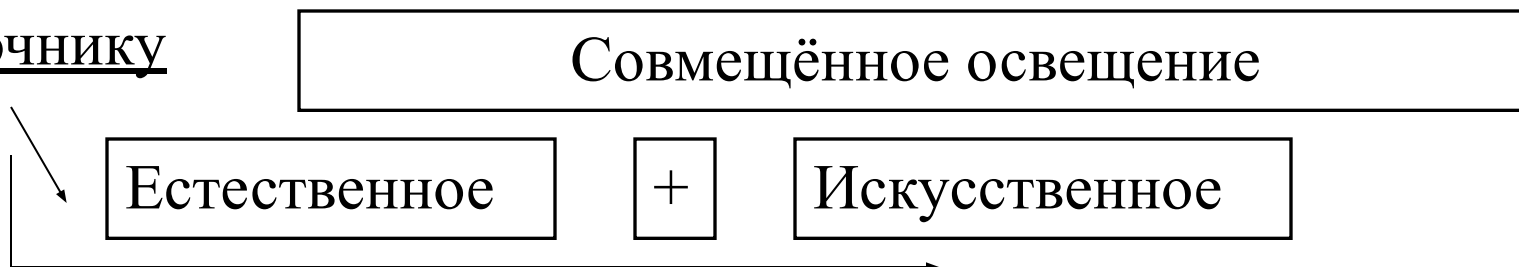 очнику
Совмещённое освещение
Естественное + Искусственное